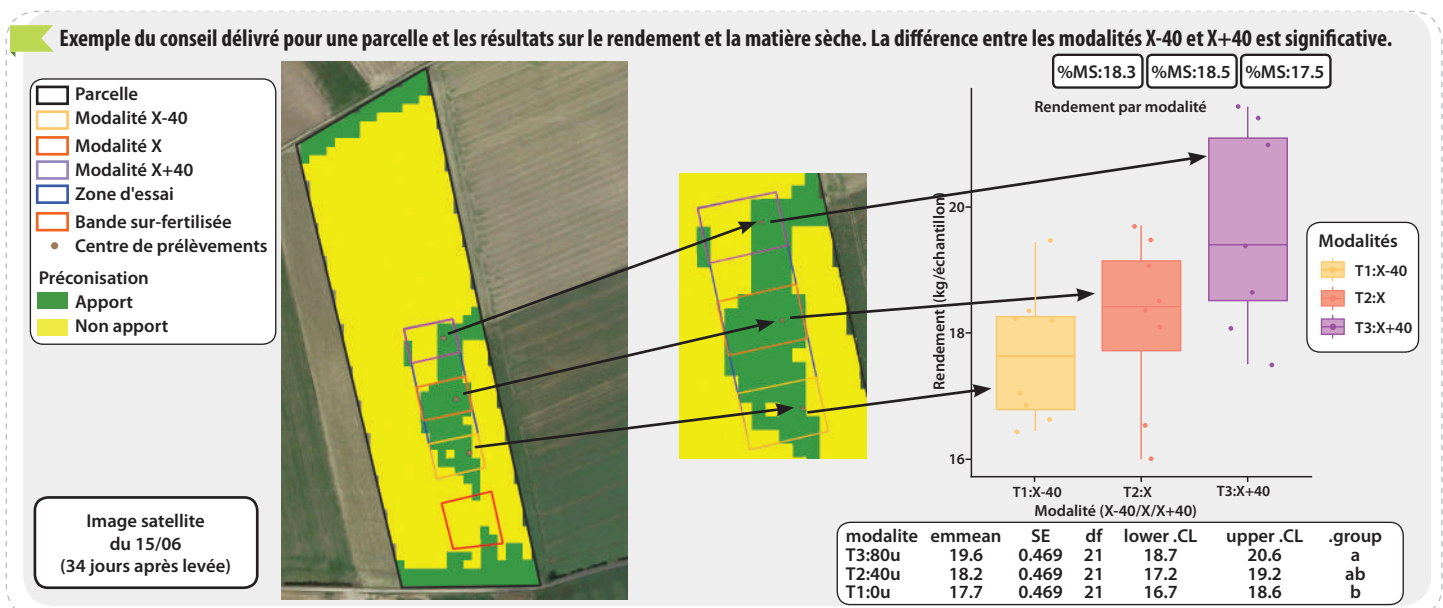 Exemple du conseil délivré pour une parcelle et les résultats sur le rendement et la matière sèche. La différence entre les modalités X-40 et X+40 est significative.
Parcelle
Modalité X-40
Modalité X
Modalité X+40
Zone d'essai
Bande sur-fertilisée
Centre de prélèvements
Préconisation
Apport
Non apport
Image satellite
du 15/06
(34 jours après levée)
%MS:18.3 %MS:18.5 %MS:17.5
Rendement par modalité
Rendement (kg/échantillon)
20
18
16
T1:X-40 T2:X T3:X+40
Modalité (X-40/X/X+40)
Modalités
T1:X-40
T2:X
T3:X+40
modalite emmean SE df lower .CL upper .CL .group
T3:80u 19.6 0.469 21 18.7 20.6 a
T2:40u 18.2 0.469 21 17.2 19.2 ab
T1:0u 17.7 0.469 21 16.7 18.6 b